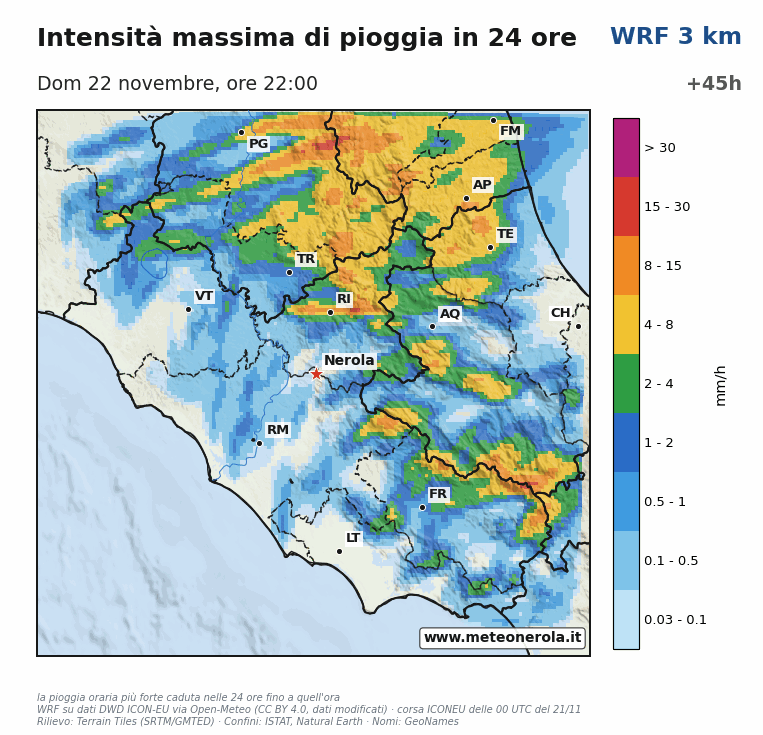 Intensità massima di pioggia in 24 ore WRF 3 km
Dom 22 novembre, ore 22:00 +45h
PG
FM
AP
TE
TR
VT
RI
AQ
CH.
Nerola
RM
FR
LT
www.meteonerola.it
> 30
15 - 30
8 - 15
4 - 8
2 - 4
1 - 2
0.5 - 1
0.1 - 0.5
0.03 - 0.1
mm/h
la pioggia oraria più forte caduta nelle 24 ore fino a quell'ora
WRF su dati DWD ICON-EU via Open-Meteo (CC BY 4.0, dati modificati) · corsa ICONEU delle 00 UTC del 21/11
Rilievo: Terrain Tiles (SRTM/GMTED) · Confini: ISTAT, Natural Earth · Nomi: GeoNames